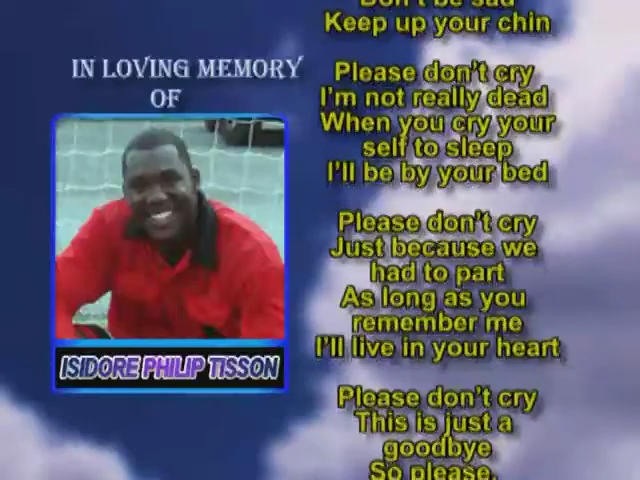 IN LOVING MEMORY
OF
ISIDORE PHILIP TISSON
Don't be sad
Keep up your chin
Please don't cry
I'm not really dead
When you cry your
self to sleep
I'll be by your bed
Please don't cry
Just because we
had to part
As long as you
remember me
I'll live in your heart
Please don't cry
This is just a
goodbye
So please,